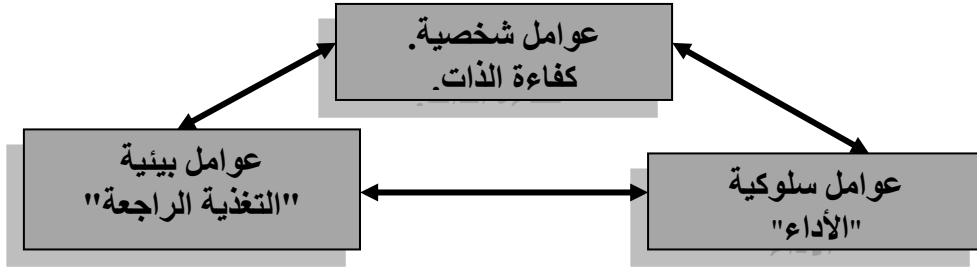 عوامل شخصية.
كفاءة الذات.
عوامل بيئية
"التغذية الراجعة"
عوامل سلوكية
"الأداء"